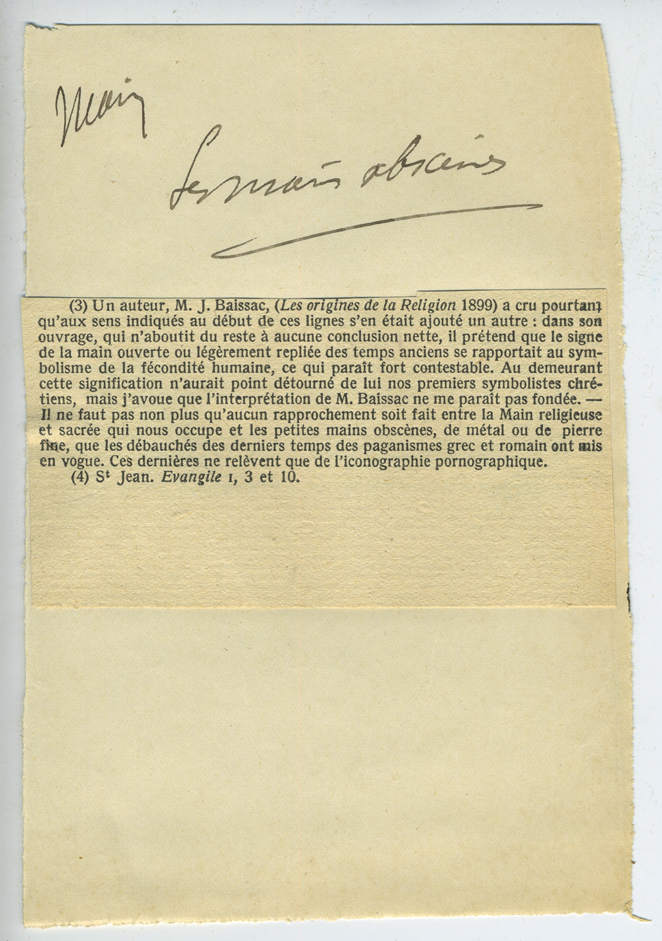 Main
Les mains obscènes
(3) Un auteur, M. J. Baissac, (Les origines de la Religion 1899) a cru pourtant
qu'aux sens indiqués au début de ces lignes s'en était ajouté un autre : dans son
ouvrage, qui n'aboutit du reste à aucune conclusion nette, il prétend que le signe
de la main ouverte ou légèrement repliée des temps anciens se rapportait au sym-
bolisme de la fécondité humaine, ce qui paraît fort contestable. Au demeurant
cette signification n'aurait point détourné de lui nos premiers symbolistes chré-
tiens, mais j'avoue que l'interprétation de M. Baissac ne me paraît pas fondée. —
Il ne faut pas non plus qu'aucun rapprochement soit fait entre la Main religieuse
et sacrée qui nous occupe et les petites mains obscènes, de métal ou de pierre
fine, que les débauchés des derniers temps des paganismes grec et romain ont mis
en vogue. Ces dernières ne relèvent que de l'iconographie pornographique.
(4) St Jean. Evangile I, 3 et 10.